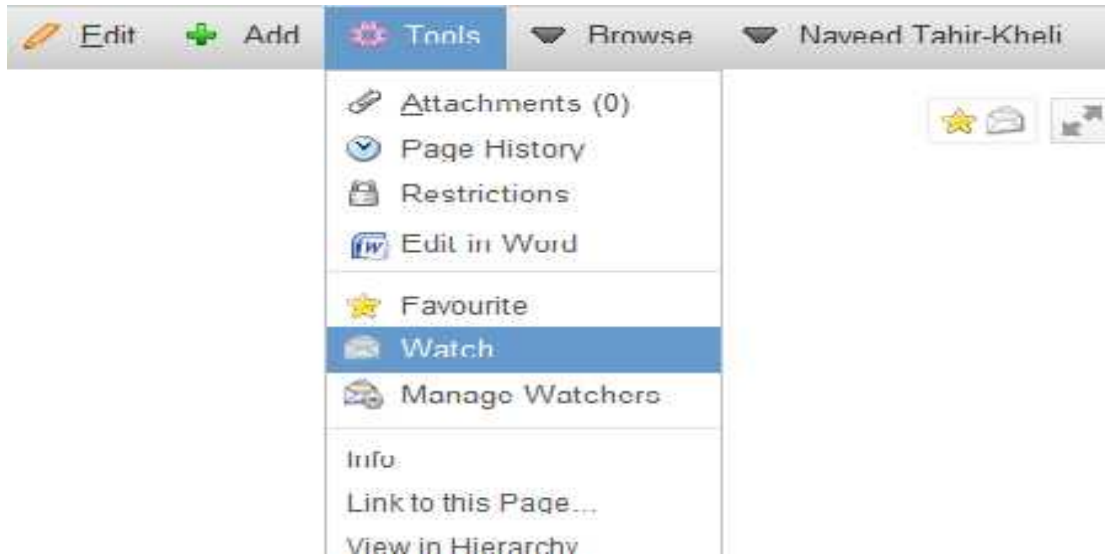 Edit Add Tools Browse Naveed Tahir-Kheli
Attachments (0)
Page History
Restrictions
Edit in Word
Favourite
Watch
Manage Watchers
Info
Link to this Page...
View in Hierarchy